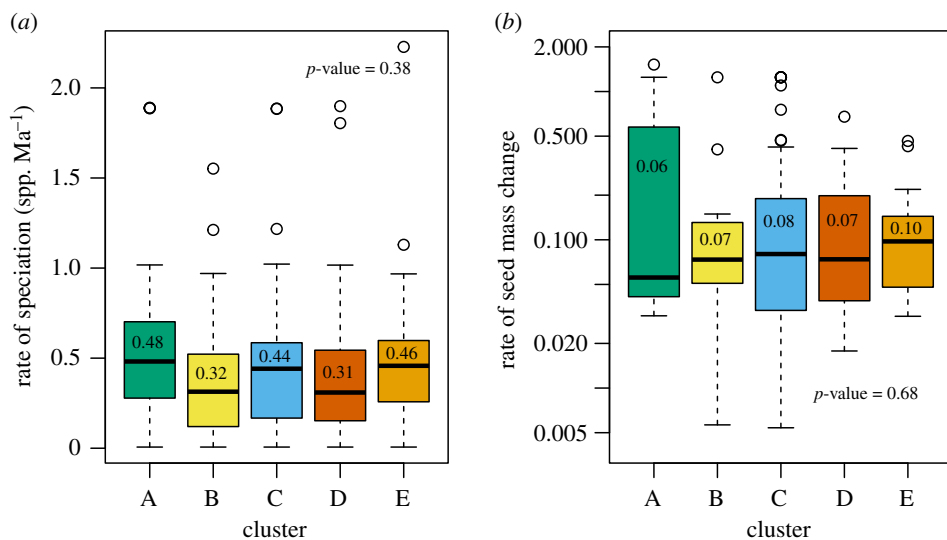 (a)
p-value = 0.38
rate of speciation (spp. Ma⁻¹)
2.0
1.5
1.0
0.5
0
0.48
0.32
0.44
0.31
0.46
A B C D E
cluster
(b)
rate of seed mass change
2.000
0.500
0.100
0.020
0.005
0.06
0.07
0.08
0.07
0.10
p-value = 0.68
A B C D E
cluster